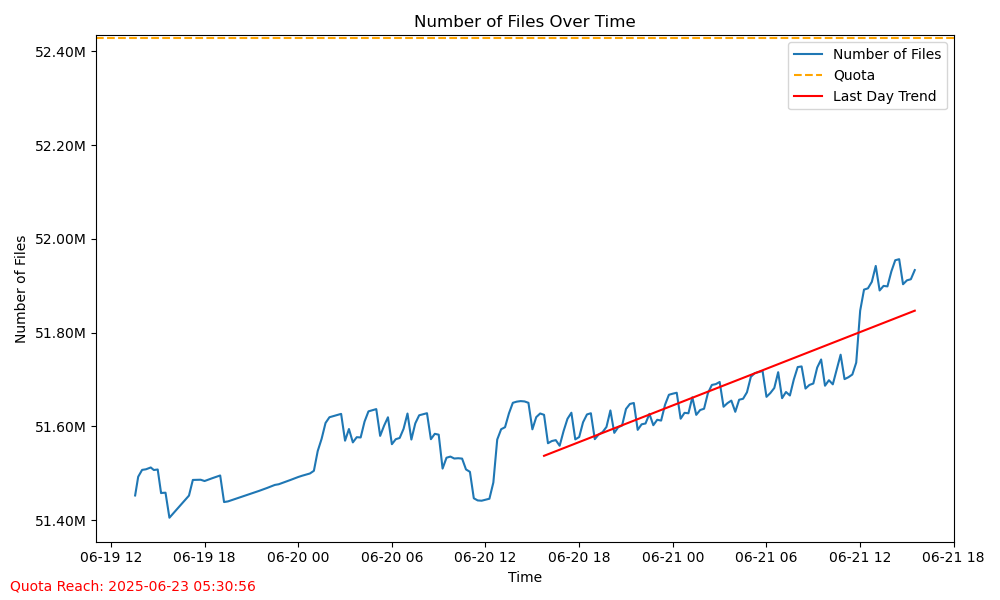 Number of Files Over Time
52.40M
52.20M
52.00M
51.80M
51.60M
51.40M
Number of Files
Number of Files
Quota
Last Day Trend
06-19 12
06-19 18
06-20 00
06-20 06
06-20 12
06-20 18
06-21 00
06-21 06
06-21 12
06-21 18
Time
Quota Reach: 2025-06-23 05:30:56